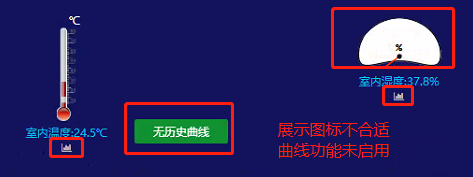 ℃
%
室内湿度:37.8%
室内温度:24.5℃
无历史曲线
展示图标不合适
曲线功能未启用